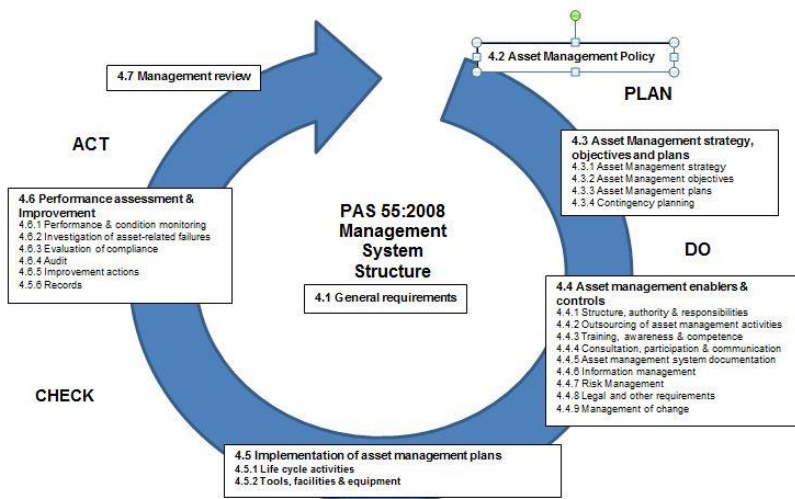 4.2 Asset Management Policy
PLAN
4.7 Management review
ACT
4.3 Asset Management strategy,
objectives and plans
4.3.1 Asset Management strategy
4.3.2 Asset Management objectives
4.3.3 Asset Management plans
4.3.4 Contingency planning
4.6 Performance assessment &
Improvement
4.6.1 Performance & condition monitoring
4.6.2 Investigation of asset-related failures
4.6.3 Evaluation of compliance
4.6.4 Audit
4.6.5 Improvement actions
4.5.6 Records
PAS 55:2008
Management
System
Structure
4.1 General requirements
DO
4.4 Asset management enablers &
controls
4.4.1 Structure, authority & responsibilities
4.4.2 Outsourcing of asset management activities
4.4.3 Training, awareness & competence
4.4.4 Consultation, participation & communication
4.4.5 Asset management system documentation
4.4.6 Information management
4.4.7 Risk Management
4.4.8 Legal and other requirements
4.4.9 Management of change
CHECK
4.5 Implementation of asset management plans
4.5.1 Life cycle activities
4.5.2 Tools, facilities & equipment